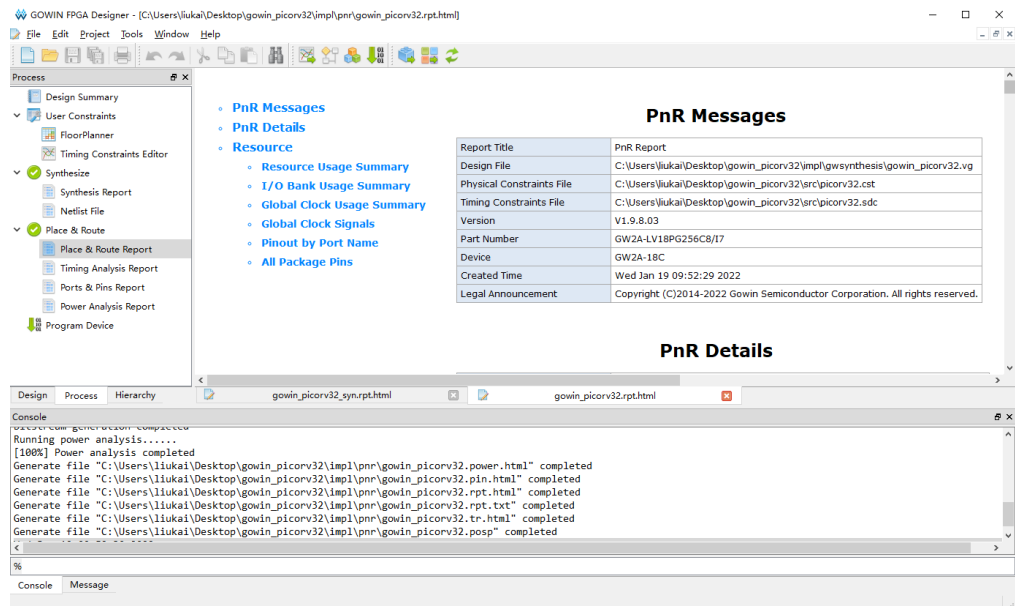 GOWIN FPGA Designer - [C:\Users\liukai\Desktop\gowin_picorv32\impl\pnr\gowin_picorv32.rpt.html]
File Edit Project Tools Window Help
Process
Design Summary
User Constraints
FloorPlanner
Timing Constraints Editor
Synthesize
Synthesis Report
Netlist File
Place & Route
Place & Route Report
Timing Analysis Report
Ports & Pins Report
Power Analysis Report
Program Device
Design Process Hierarchy
PnR Messages
PnR Details
Resource
Resource Usage Summary
I/O Bank Usage Summary
Global Clock Usage Summary
Global Clock Signals
Pinout by Port Name
All Package Pins
PnR Messages
Report Title PnR Report
Design File C:\Users\liukai\Desktop\gowin_picorv32\impl\gwsynthesis\gowin_picorv32.vg
Physical Constraints File C:\Users\liukai\Desktop\gowin_picorv32\src\picorv32.cst
Timing Constraints File C:\Users\liukai\Desktop\gowin_picorv32\src\picorv32.sdc
Version V1.9.8.03
Part Number GW2A-LV18PG256C8/I7
Device GW2A-18C
Created Time Wed Jan 19 09:52:29 2022
Legal Announcement Copyright (C)2014-2022 Gowin Semiconductor Corporation. All rights reserved.
PnR Details
gowin_picorv32_syn.rpt.html gowin_picorv32.rpt.html
Console
Bitstream generation completed
Running power analysis......
[100%] Power analysis completed
Generate file "C:\Users\liukai\Desktop\gowin_picorv32\impl\pnr\gowin_picorv32.power.html" completed
Generate file "C:\Users\liukai\Desktop\gowin_picorv32\impl\pnr\gowin_picorv32.pin.html" completed
Generate file "C:\Users\liukai\Desktop\gowin_picorv32\impl\pnr\gowin_picorv32.rpt.html" completed
Generate file "C:\Users\liukai\Desktop\gowin_picorv32\impl\pnr\gowin_picorv32.rpt.txt" completed
Generate file "C:\Users\liukai\Desktop\gowin_picorv32\impl\pnr\gowin_picorv32.tr.html" completed
Generate file "C:\Users\liukai\Desktop\gowin_picorv32\impl\pnr\gowin_picorv32.posp" completed
%
Console Message